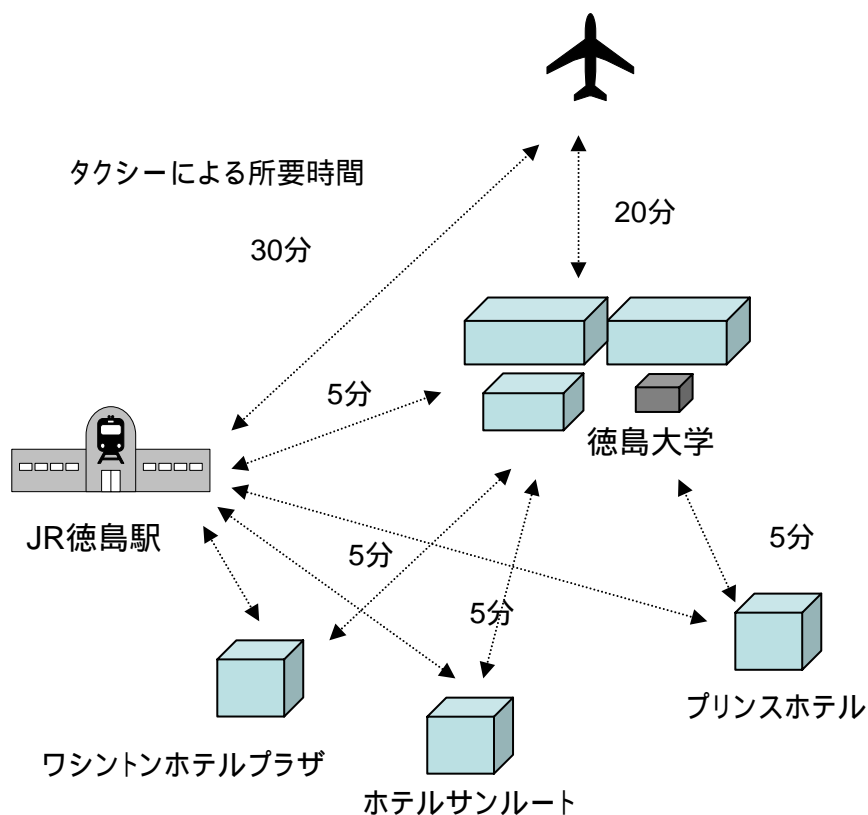 タクシーによる所要時間
20分
30分
5分
徳島大学
JR徳島駅
5分
5分
5分
プリンスホテル
ワシントンホテルプラザ
ホテルサンルート